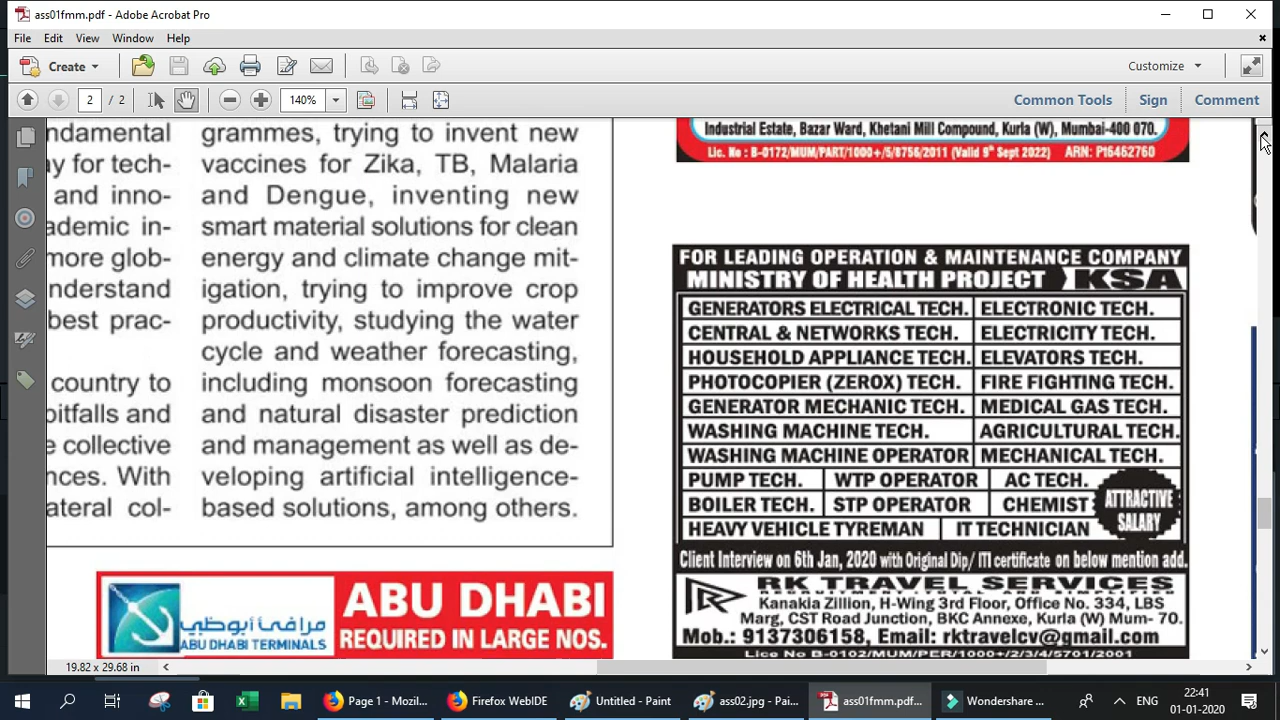 ass01fmm.pdf - Adobe Acrobat Pro
File Edit View Window Help
Create Customize
2 / 2 140% Common Tools Sign Comment
ndamental
ay for tech-
and inno-
ademic in-
more glob-
nderstand
best prac-
country to
pitfalls and
e collective
nces. With
ateral col-
grammes, trying to invent new
vaccines for Zika, TB, Malaria
and Dengue, inventing new
smart material solutions for clean
energy and climate change mit-
igation, trying to improve crop
productivity, studying the water
cycle and weather forecasting,
including monsoon forecasting
and natural disaster prediction
and management as well as de-
veloping artificial intelligence-
based solutions, among others.
مرافئ أبوظبي
ABU DHABI TERMINALS
ABU DHABI
REQUIRED IN LARGE NOS.
Industrial Estate, Bazar Ward, Khetani Mill Compound, Kurla (W), Mumbai-400 070.
Lic. No : B-0172/MUM/PART/1000+/5/8756/2011 (Valid 9th Sept 2022) ARN: P16462760
FOR LEADING OPERATION & MAINTENANCE COMPANY
MINISTRY OF HEALTH PROJECT KSA
GENERATORS ELECTRICAL TECH. ELECTRONIC TECH.
CENTRAL & NETWORKS TECH. ELECTRICITY TECH.
HOUSEHOLD APPLIANCE TECH. ELEVATORS TECH.
PHOTOCOPIER (ZEROX) TECH. FIRE FIGHTING TECH.
GENERATOR MECHANIC TECH. MEDICAL GAS TECH.
WASHING MACHINE TECH. AGRICULTURAL TECH.
WASHING MACHINE OPERATOR MECHANICAL TECH.
PUMP TECH. WTP OPERATOR AC TECH.
BOILER TECH. STP OPERATOR CHEMIST
HEAVY VEHICLE TYREMAN IT TECHNICIAN
ATTRACTIVE
SALARY
Client Interview on 6th Jan, 2020 with Original Dip/ ITI certificate on below mention add.
RK TRAVEL SERVICES
Kanakia Zillion, H-Wing 3rd Floor, Office No. 334, LBS
Marg, CST Road Junction, BKC Annexe, Kurla (W) Mum- 70.
Mob.: 9137306158, Email: rktravelcv@gmail.com
Lice No B-0102/MUM/PER/1000+/2/3/4/5701/2001
19.82 x 29.68 in
Page 1 - Mozil... Firefox WebIDE Untitled - Paint ass02.jpg - Pai... ass01fmm.pdf... Wondershare ... ENG 22:41
01-01-2020